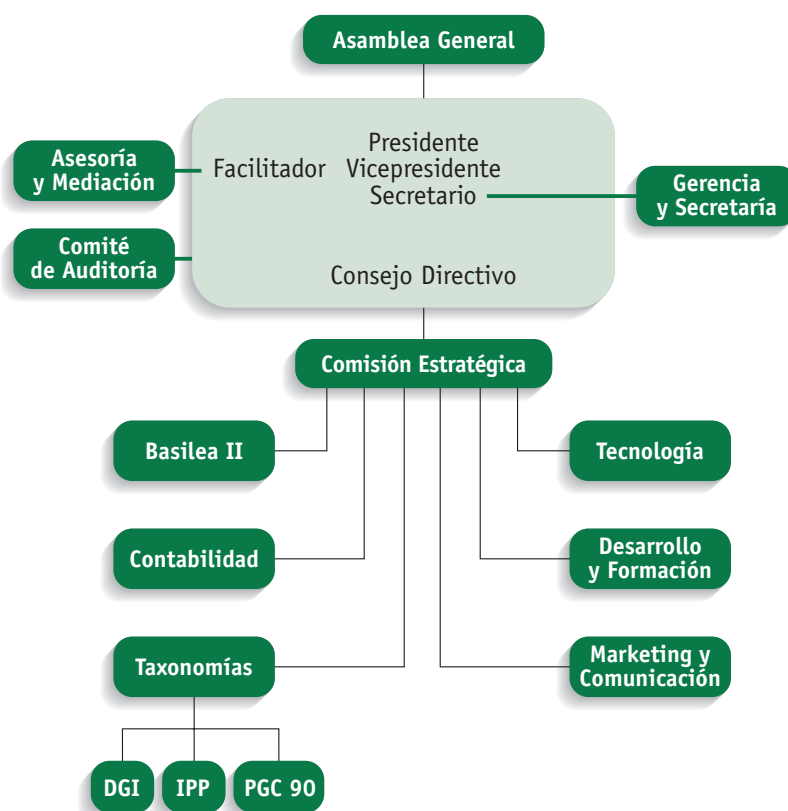 Asamblea General
Presidente
Facilitador Vicepresidente
Secretario
Asesoría
y Mediación
Gerencia
y Secretaría
Comité
de Auditoría
Consejo Directivo
Comisión Estratégica
Basilea II
Tecnología
Contabilidad
Desarrollo
y Formación
Taxonomías
Marketing y
Comunicación
DGI
IPP
PGC 90